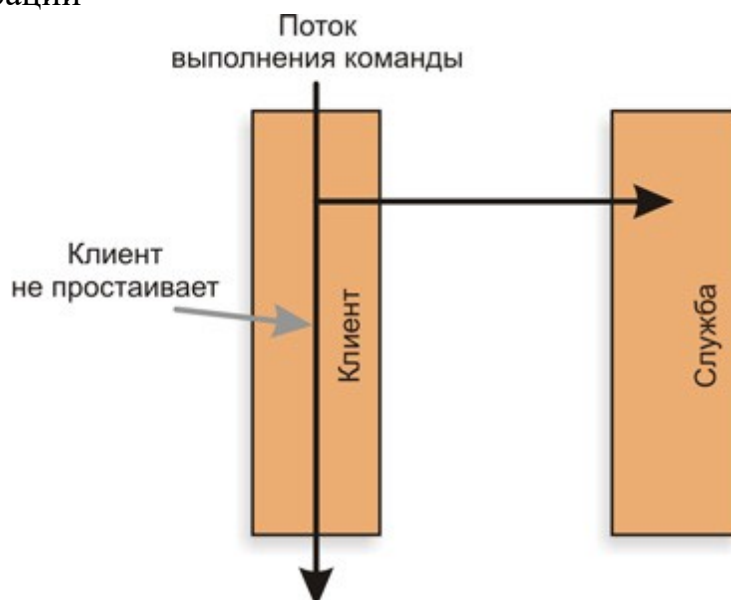 Поток
выполнения команды
Клиент
не простаивает
Клиент
Служба